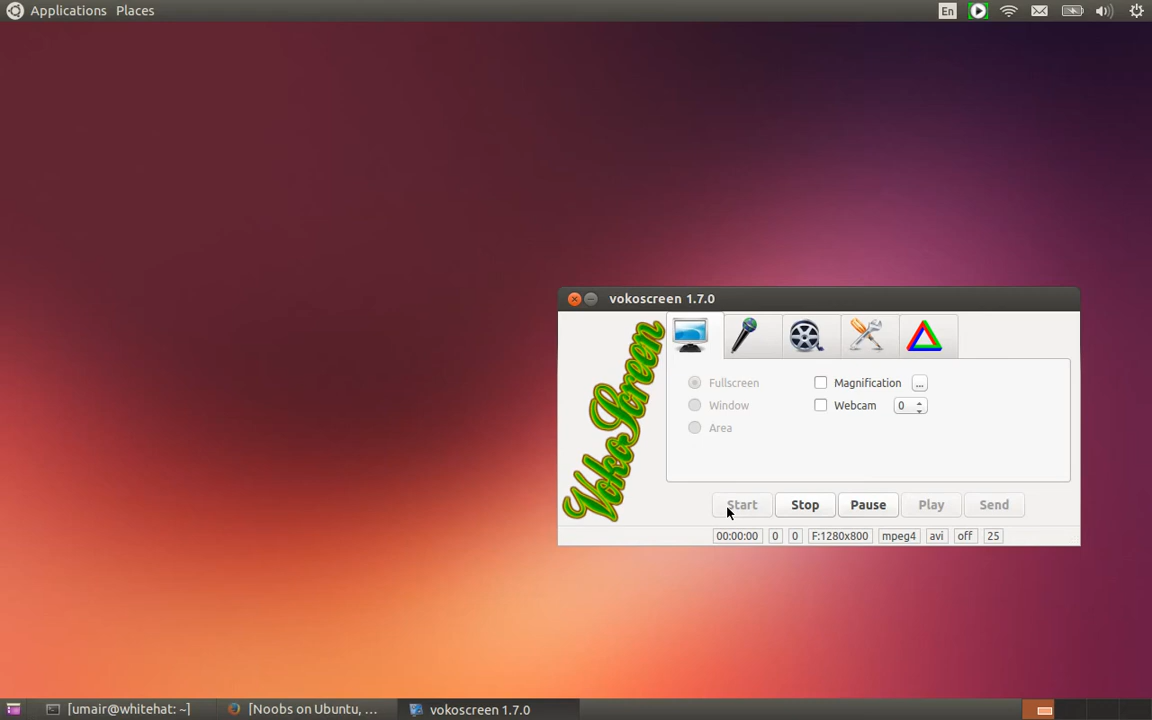 Applications Places En
vokoscreen 1.7.0
VokoScreen
Fullscreen Magnification ...
Window Webcam 0
Area
Start Stop Pause Play Send
00:00:00 0 0 F:1280x800 mpeg4 avi off 25
[umair@whitehat: ~] [Noobs on Ubuntu, ... vokoscreen 1.7.0